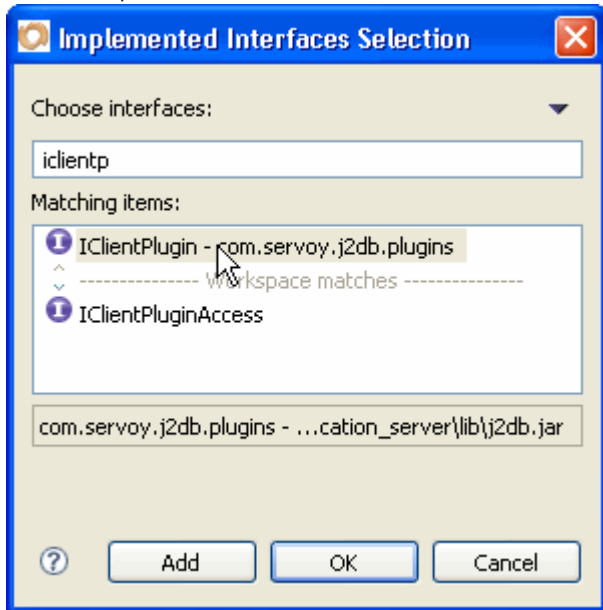 Implemented Interfaces Selection
Choose interfaces:
iclientp
Matching items:
IClientPlugin - com.servoy.j2db.plugins
--------------- Workspace matches ---------------
IClientPluginAccess
com.servoy.j2db.plugins - ...cation_server\lib\j2db.jar
? Add OK Cancel